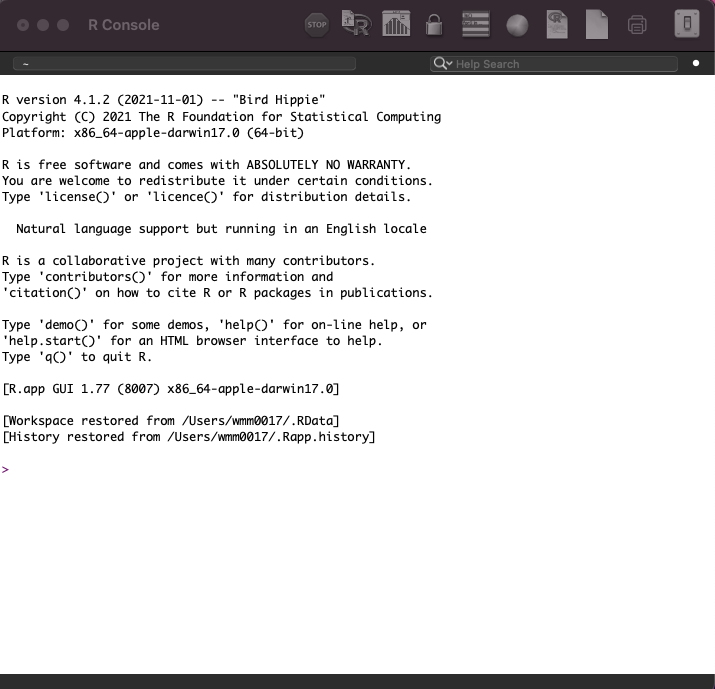 R Console
STOP
~
Help Search
R version 4.1.2 (2021-11-01) -- "Bird Hippie"
Copyright (C) 2021 The R Foundation for Statistical Computing
Platform: x86_64-apple-darwin17.0 (64-bit)
R is free software and comes with ABSOLUTELY NO WARRANTY.
You are welcome to redistribute it under certain conditions.
Type 'license()' or 'licence()' for distribution details.
Natural language support but running in an English locale
R is a collaborative project with many contributors.
Type 'contributors()' for more information and
'citation()' on how to cite R or R packages in publications.
Type 'demo()' for some demos, 'help()' for on-line help, or
'help.start()' for an HTML browser interface to help.
Type 'q()' to quit R.
[R.app GUI 1.77 (8007) x86_64-apple-darwin17.0]
[Workspace restored from /Users/wmm0017/.RData]
[History restored from /Users/wmm0017/.Rapp.history]
>